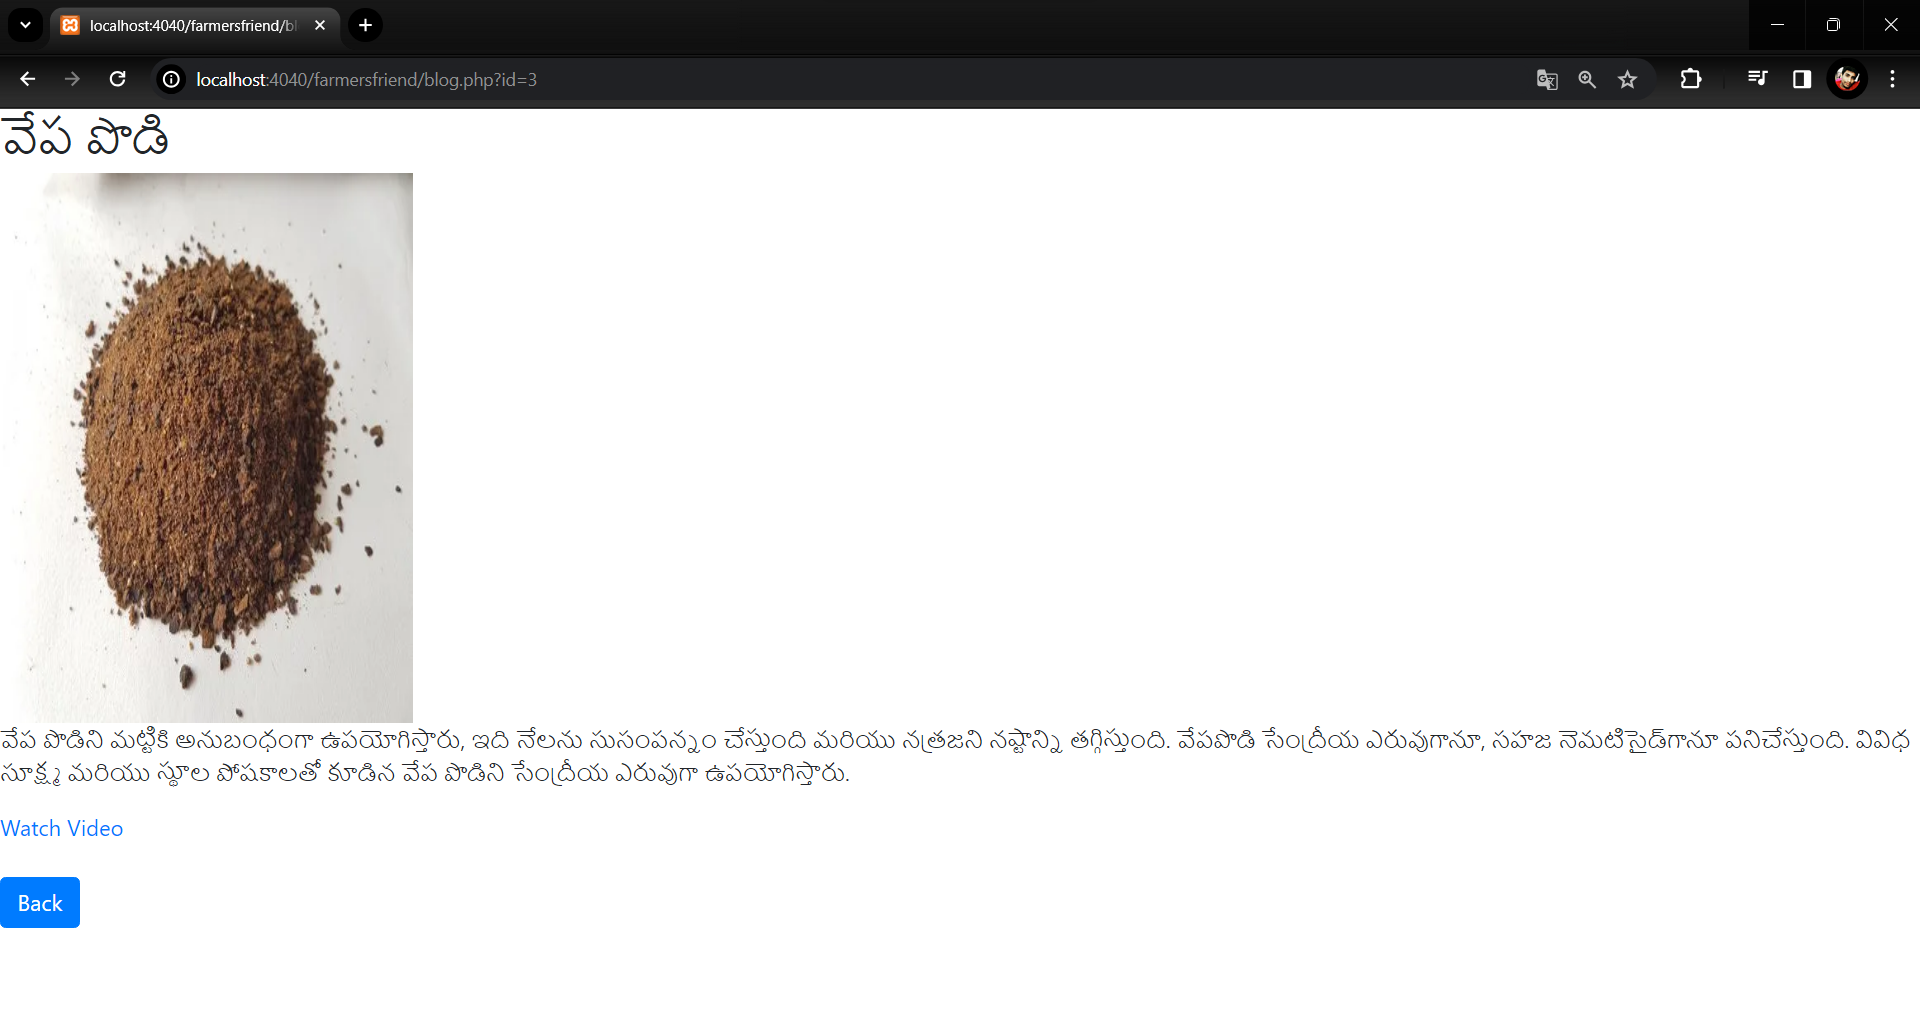 localhost:4040/farmersfriend/bl
localhost:4040/farmersfriend/blog.php?id=3
వేప పొడి
వేప పొడిని మట్టికి అనుబంధంగా ఉపయోగిస్తారు, ఇది నేలను సుసంపన్నం చేస్తుంది మరియు నత్రజని నష్టాన్ని తగ్గిస్తుంది. వేపపొడి సేంద్రీయ ఎరువుగానూ, సహజ నెమటిసైడ్‌గానూ పనిచేస్తుంది. వివిధ
సూక్ష్మ మరియు స్థూల పోషకాలతో కూడిన వేప పొడిని సేంద్రీయ ఎరువుగా ఉపయోగిస్తారు.
Watch Video
Back